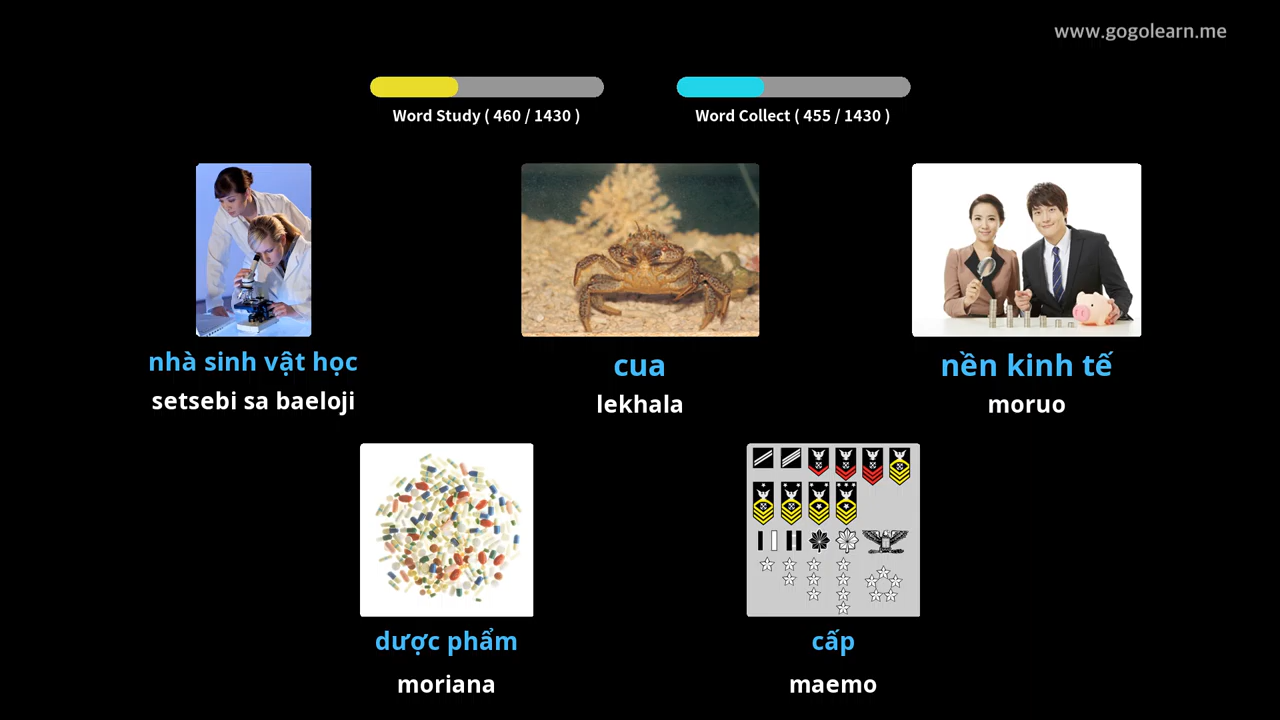 www.gogolearn.me
Word Study ( 460 / 1430 )
Word Collect ( 455 / 1430 )
nhà sinh vật học
setsebi sa baeloji
cua
lekhala
nền kinh tế
moruo
dược phẩm
moriana
cấp
maemo